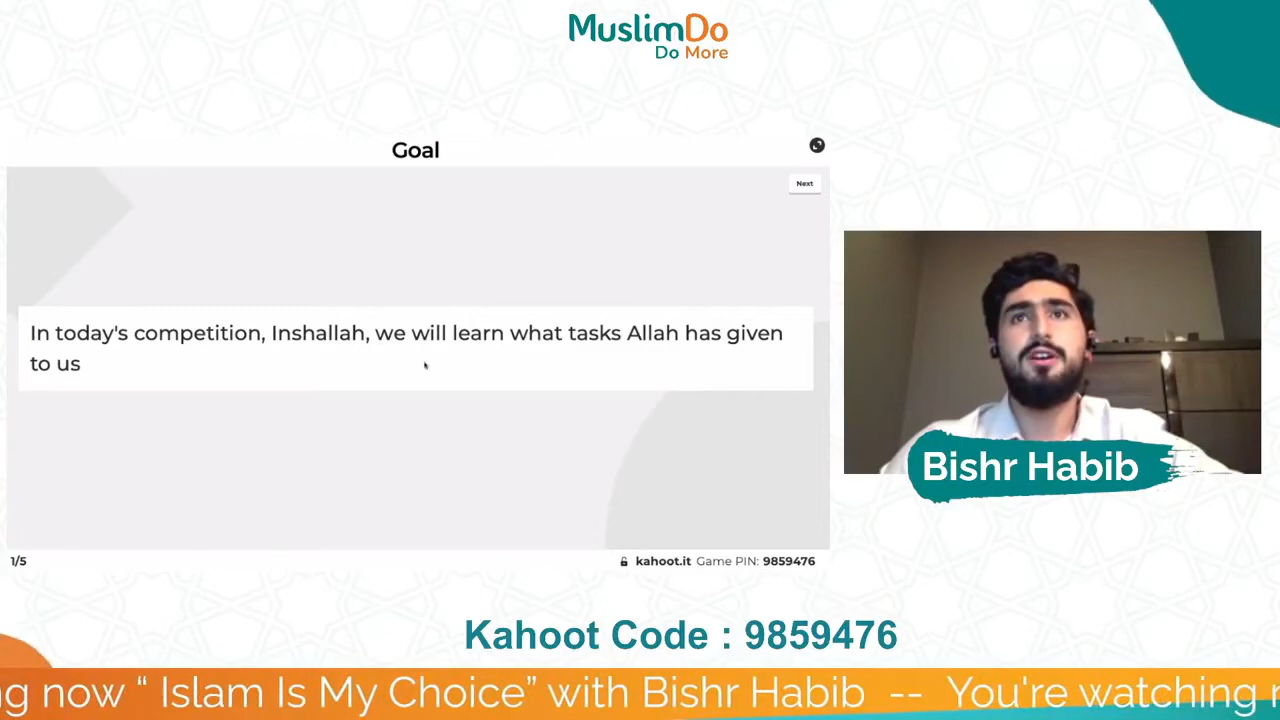 MuslimDo
Do More
Goal
Next
In today's competition, Inshallah, we will learn what tasks Allah has given
to us
Bishr Habib
1/5
kahoot.it Game PIN: 9859476
Kahoot Code : 9859476
now “ Islam Is My Choice” with Bishr Habib -- You're watching